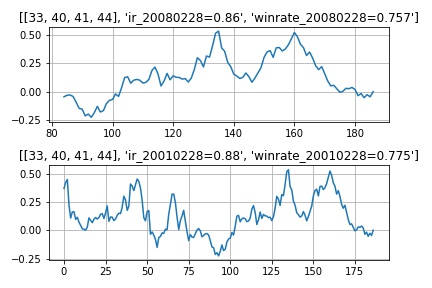 [[33, 40, 41, 44], 'ir_20080228=0.86', 'winrate_20080228=0.757']
0.50
0.25
0.00
−0.25
80 100 120 140 160 180
[[33, 40, 41, 44], 'ir_20010228=0.88', 'winrate_20010228=0.775']
0.50
0.25
0.00
−0.25
0 25 50 75 100 125 150 175